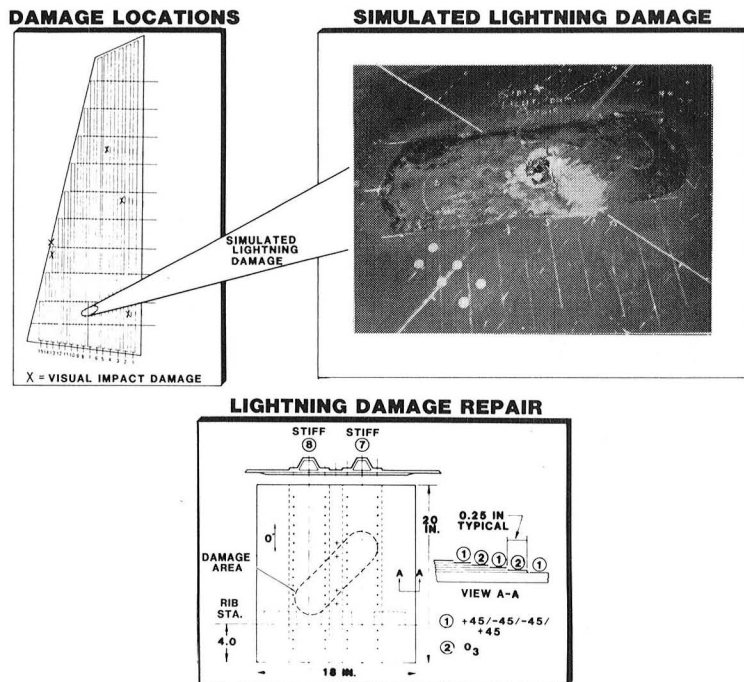 DAMAGE LOCATIONS
SIMULATED LIGHTNING DAMAGE
SIMULATED
LIGHTNING
DAMAGE
X = VISUAL IMPACT DAMAGE
LIGHTNING DAMAGE REPAIR
STIFF STIFF
8 7
0.25 IN
TYPICAL
20
IN.
0°
DAMAGE
AREA
A A
1 2 1 2 1
VIEW A-A
RIB
STA.
4.0
1 +45/-45/-45/
+45
2 0₃
18 IN.